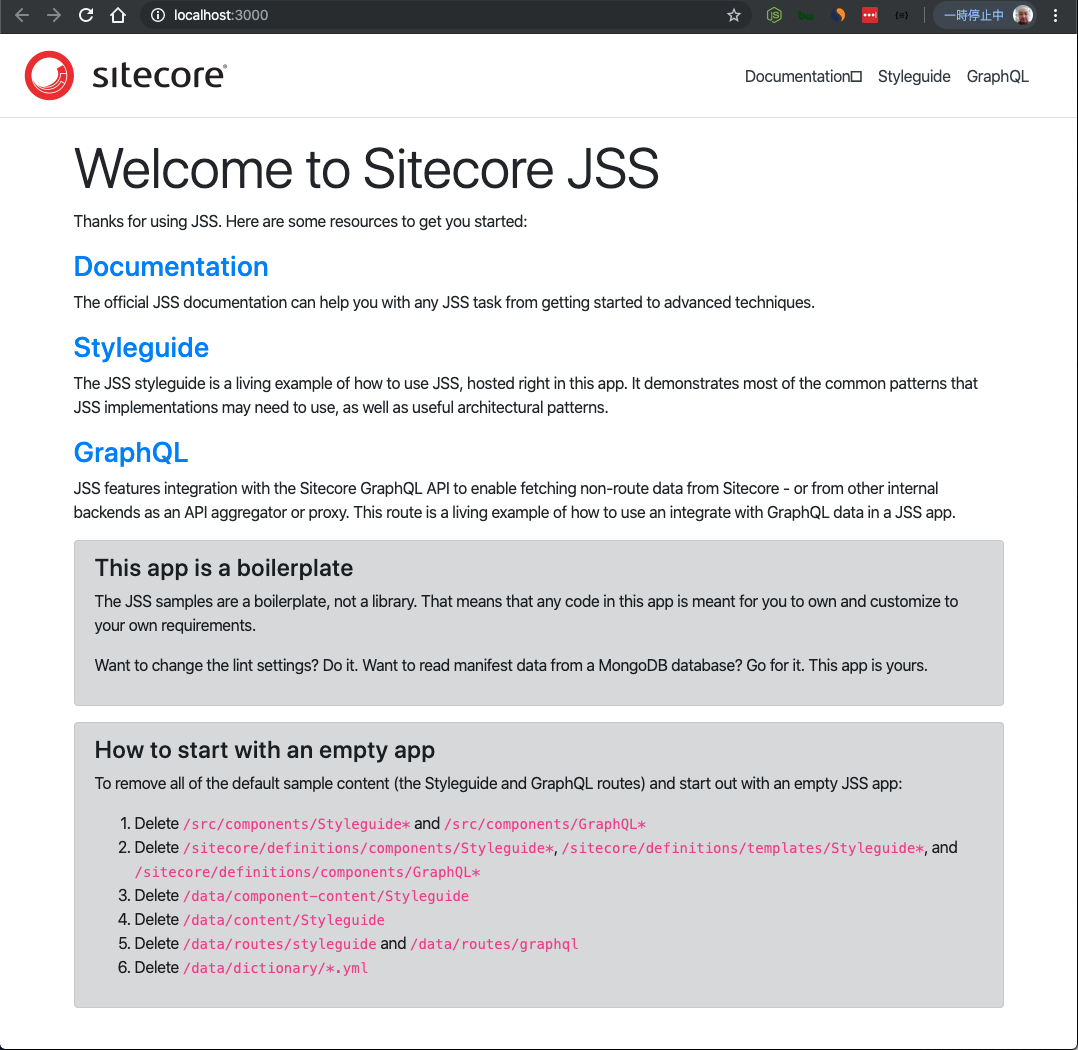 localhost:3000
一時停止中
sitecore®
Documentation Styleguide GraphQL
Welcome to Sitecore JSS
Thanks for using JSS. Here are some resources to get you started:
Documentation
The official JSS documentation can help you with any JSS task from getting started to advanced techniques.
Styleguide
The JSS styleguide is a living example of how to use JSS, hosted right in this app. It demonstrates most of the common patterns that
JSS implementations may need to use, as well as useful architectural patterns.
GraphQL
JSS features integration with the Sitecore GraphQL API to enable fetching non-route data from Sitecore - or from other internal
backends as an API aggregator or proxy. This route is a living example of how to use an integrate with GraphQL data in a JSS app.
This app is a boilerplate
The JSS samples are a boilerplate, not a library. That means that any code in this app is meant for you to own and customize to
your own requirements.
Want to change the lint settings? Do it. Want to read manifest data from a MongoDB database? Go for it. This app is yours.
How to start with an empty app
To remove all of the default sample content (the Styleguide and GraphQL routes) and start out with an empty JSS app:
1. Delete /src/components/Styleguide* and /src/components/GraphQL*
2. Delete /sitecore/definitions/components/Styleguide*, /sitecore/definitions/templates/Styleguide*, and
/sitecore/definitions/components/GraphQL*
3. Delete /data/component-content/Styleguide
4. Delete /data/content/Styleguide
5. Delete /data/routes/styleguide and /data/routes/graphql
6. Delete /data/dictionary/*.yml